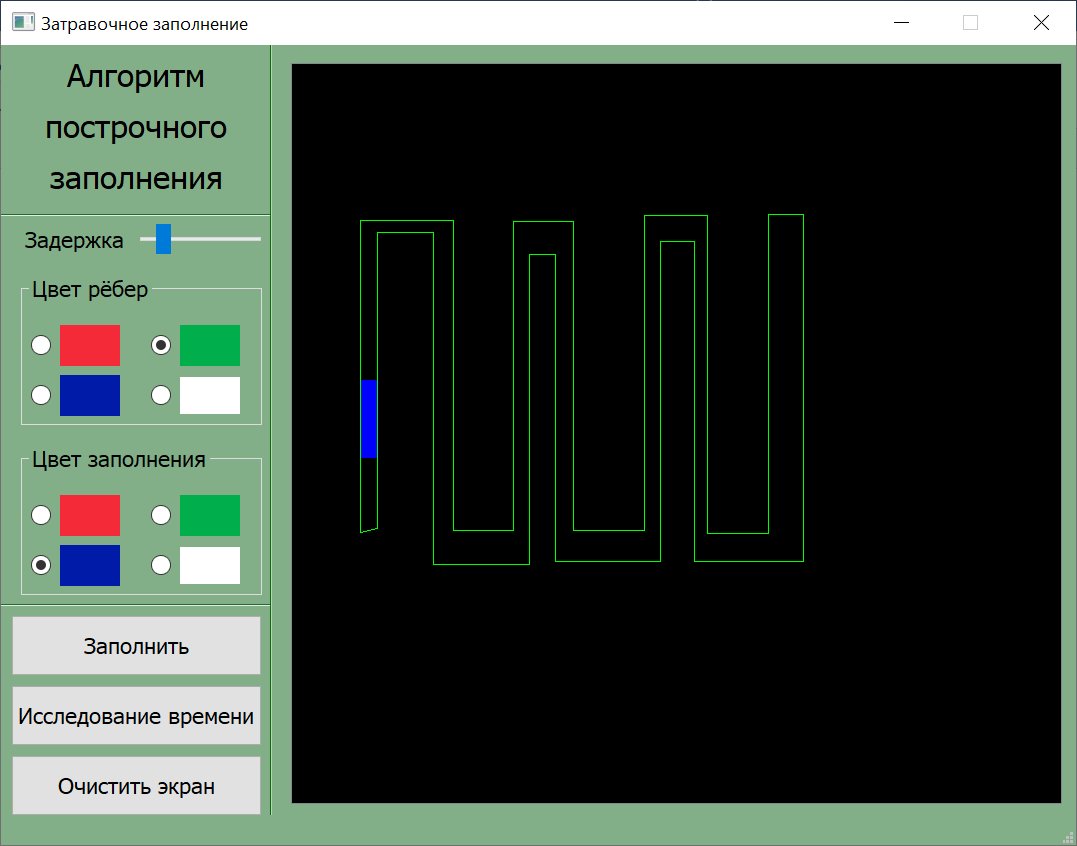 Затравочное заполнение
Алгоритм
построчного
заполнения
Задержка
Цвет рёбер
Цвет заполнения
Заполнить
Исследование времени
Очистить экран